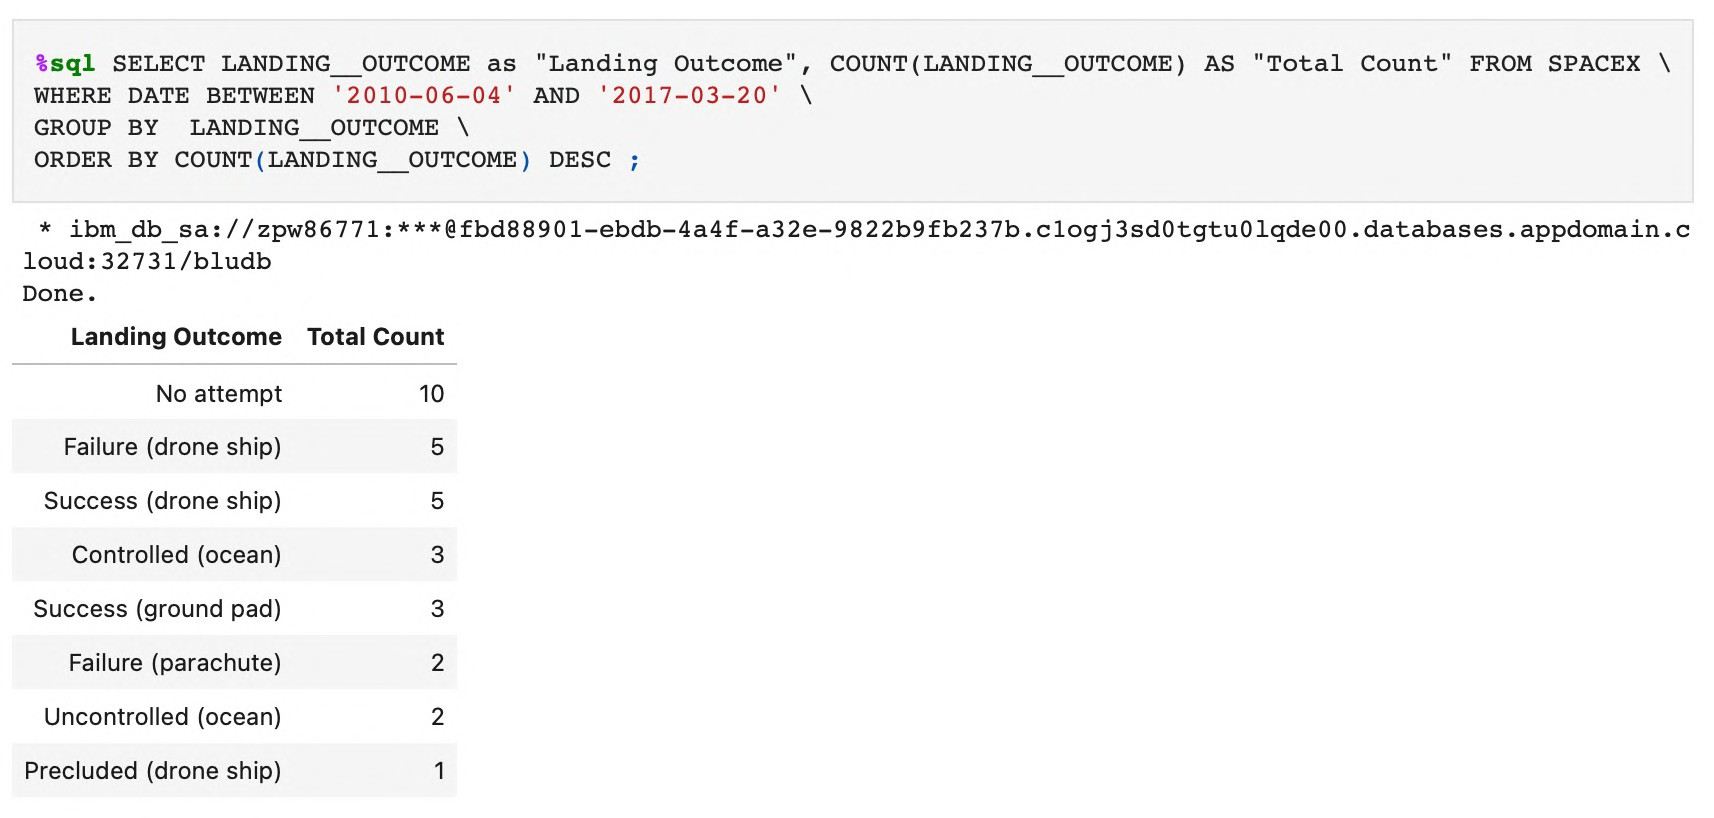 %sql SELECT LANDING__OUTCOME as "Landing Outcome", COUNT(LANDING__OUTCOME) AS "Total Count" FROM SPACEX \
WHERE DATE BETWEEN '2010-06-04' AND '2017-03-20' \
GROUP BY  LANDING__OUTCOME \
ORDER BY COUNT(LANDING__OUTCOME) DESC ;
* ibm_db_sa://zpw86771:***@fbd88901-ebdb-4a4f-a32e-9822b9fb237b.c1ogj3sd0tgtu0lqde00.databases.appdomain.c
loud:32731/bludb
Done.
Landing Outcome Total Count
No attempt 10
Failure (drone ship) 5
Success (drone ship) 5
Controlled (ocean) 3
Success (ground pad) 3
Failure (parachute) 2
Uncontrolled (ocean) 2
Precluded (drone ship) 1